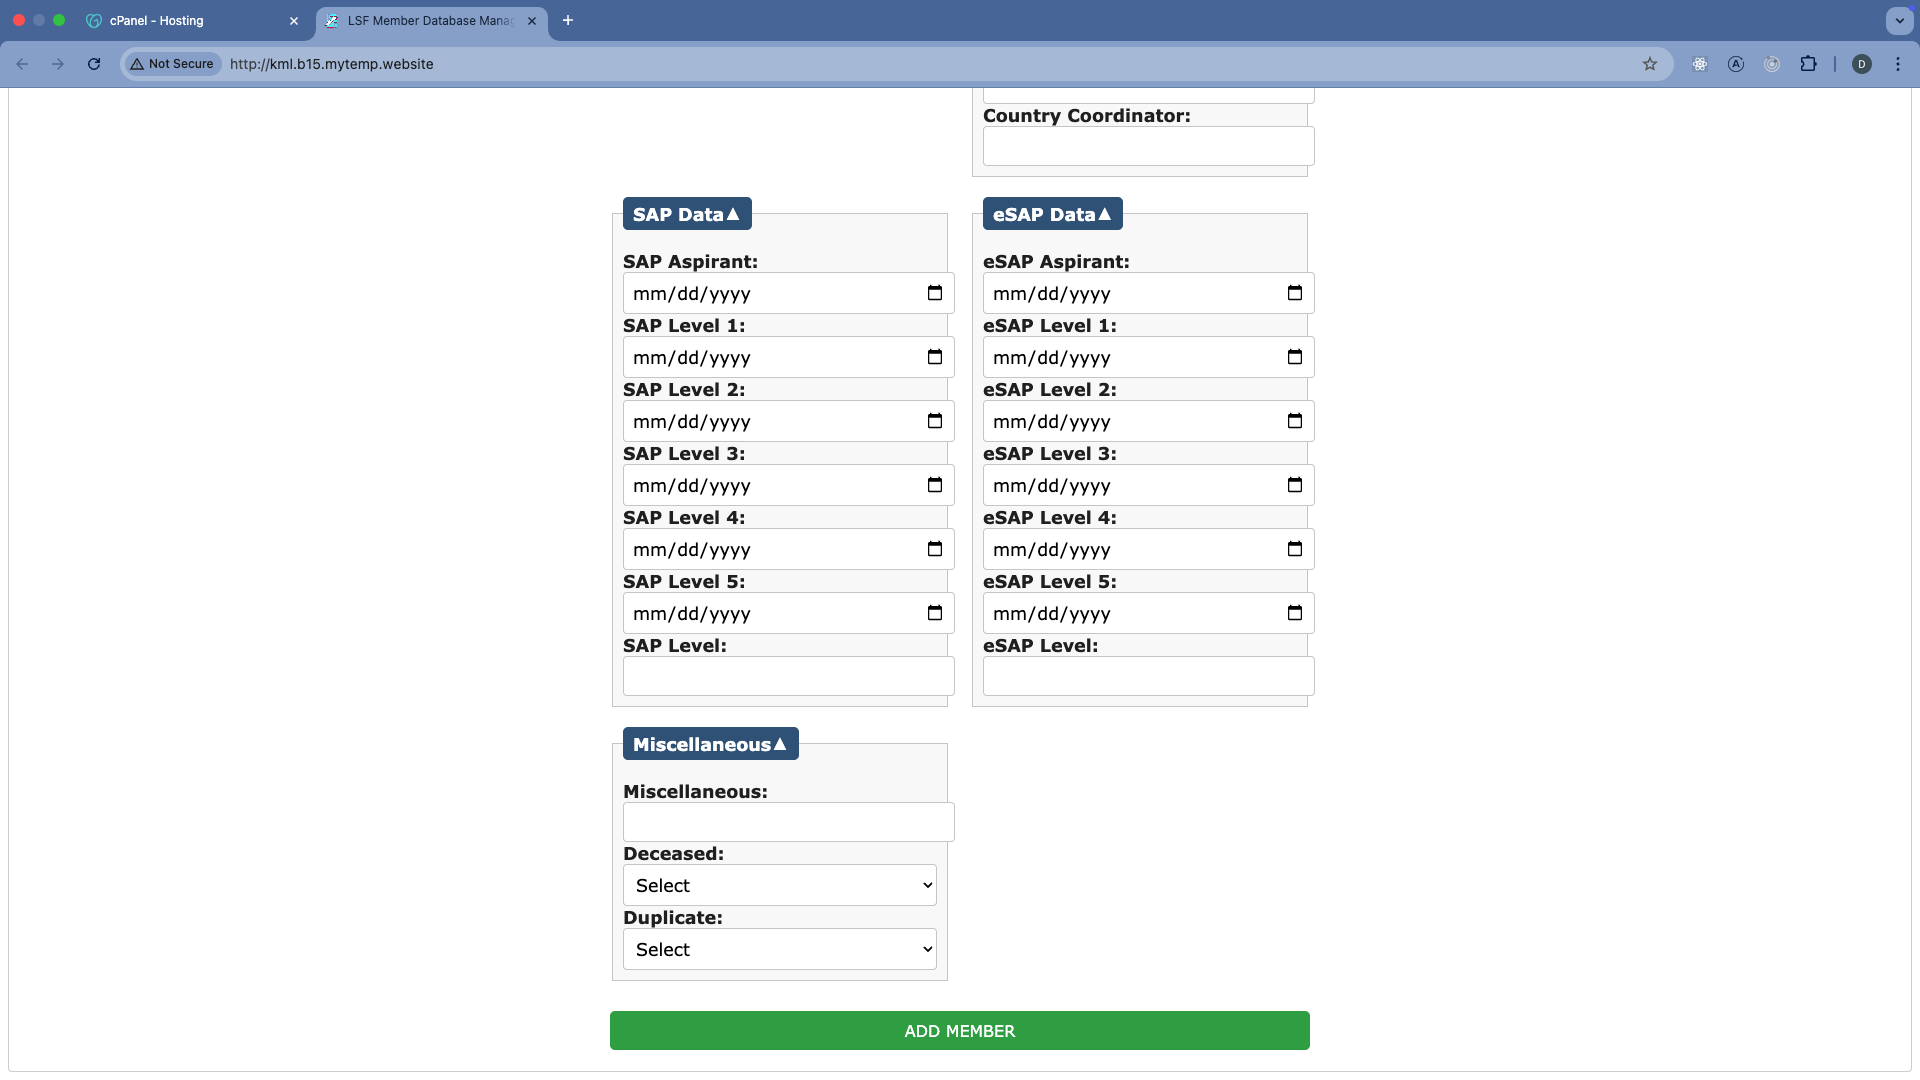 cPanel - Hosting
LSF Member Database Mana
Not Secure
http://kml.b15.mytemp.website
D
Country Coordinator:
SAP Data▲
SAP Aspirant:
mm/dd/yyyy
SAP Level 1:
mm/dd/yyyy
SAP Level 2:
mm/dd/yyyy
SAP Level 3:
mm/dd/yyyy
SAP Level 4:
mm/dd/yyyy
SAP Level 5:
mm/dd/yyyy
SAP Level:
eSAP Data▲
eSAP Aspirant:
mm/dd/yyyy
eSAP Level 1:
mm/dd/yyyy
eSAP Level 2:
mm/dd/yyyy
eSAP Level 3:
mm/dd/yyyy
eSAP Level 4:
mm/dd/yyyy
eSAP Level 5:
mm/dd/yyyy
eSAP Level:
Miscellaneous▲
Miscellaneous:
Deceased:
Select
Duplicate:
Select
ADD MEMBER